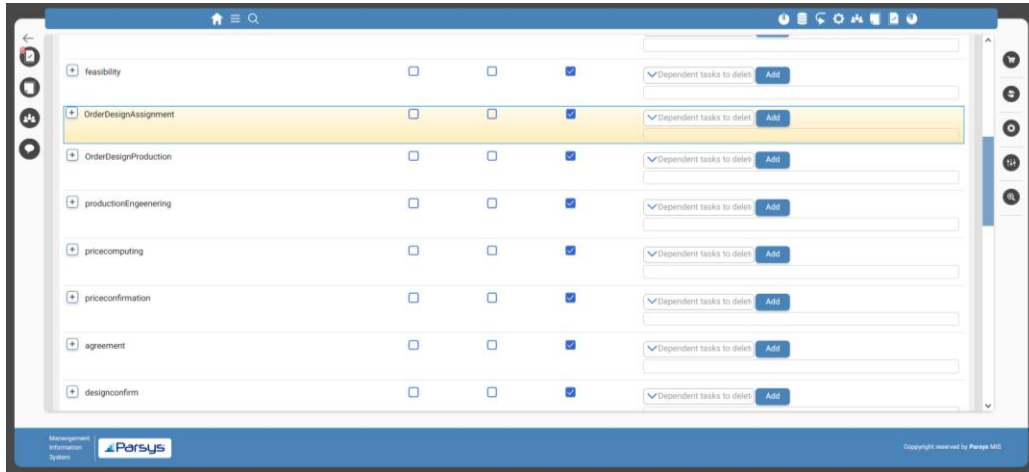 feasibility
Dependent tasks to delet
Add
OrderDesignAssignment
Dependent tasks to delet
Add
OrderDesignProduction
Dependent tasks to delet
Add
productionEngeenering
Dependent tasks to delet
Add
pricecomputing
Dependent tasks to delet
Add
priceconfirmation
Dependent tasks to delet
Add
agreement
Dependent tasks to delet
Add
designconfirm
Dependent tasks to delet
Add
Manangement
Information
System
Parsys
Coppyright reserved by Parsys MIS